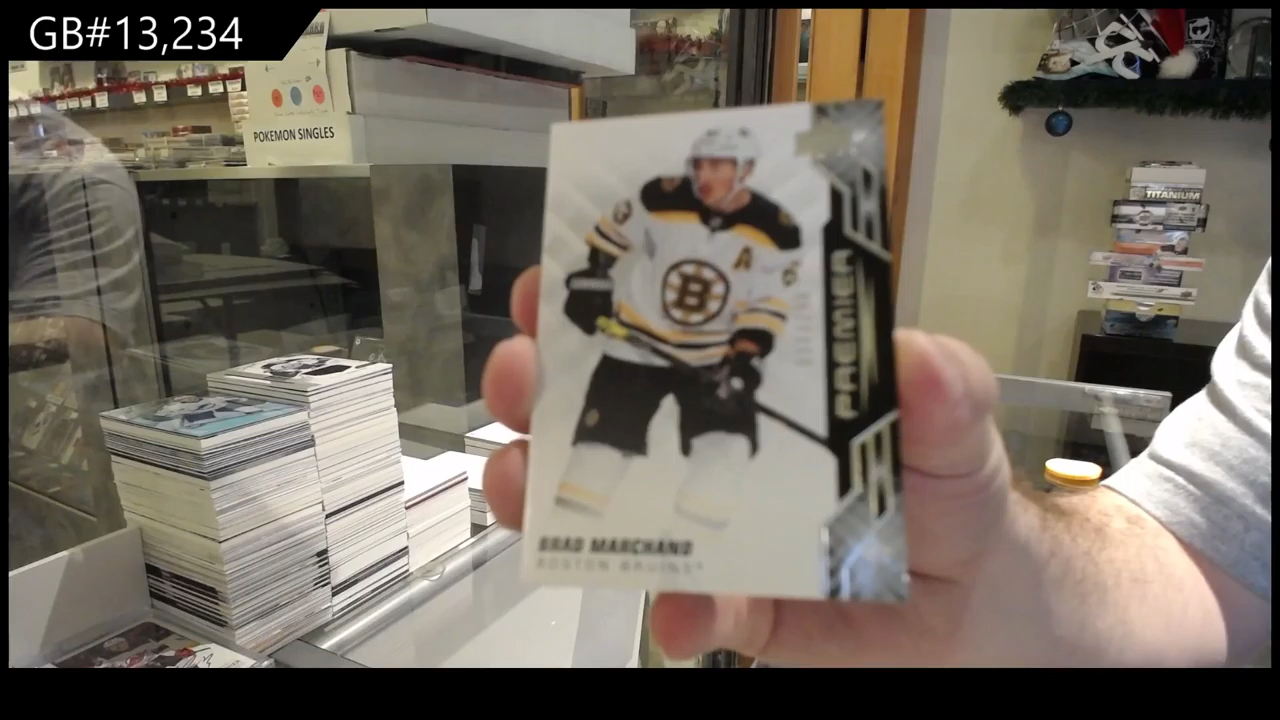 GB#13,234
POKEMON SINGLES
TITANIUM
A
B
PREMIER
BRAD MARCHAND
BOSTON BRUINS